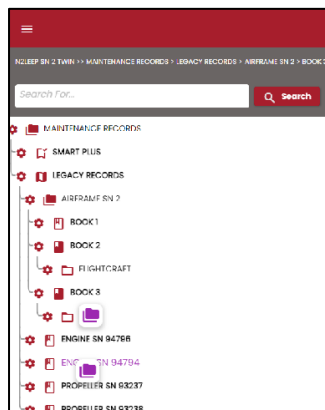 N2LEEP SN 2 TWIN >> MAINTENANCE RECORDS > LEGACY RECORDS > AIRFRAME SN 2 > BOOK 3
Search For...
Search
MAINTENANCE RECORDS
SMART PLUS
LEGACY RECORDS
AIRFRAME SN 2
BOOK 1
BOOK 2
FLIGHTCRAFT
BOOK 3
ENGINE SN 94796
SN 94794
PROPELLER SN 93237
PROPELLER SN 93238